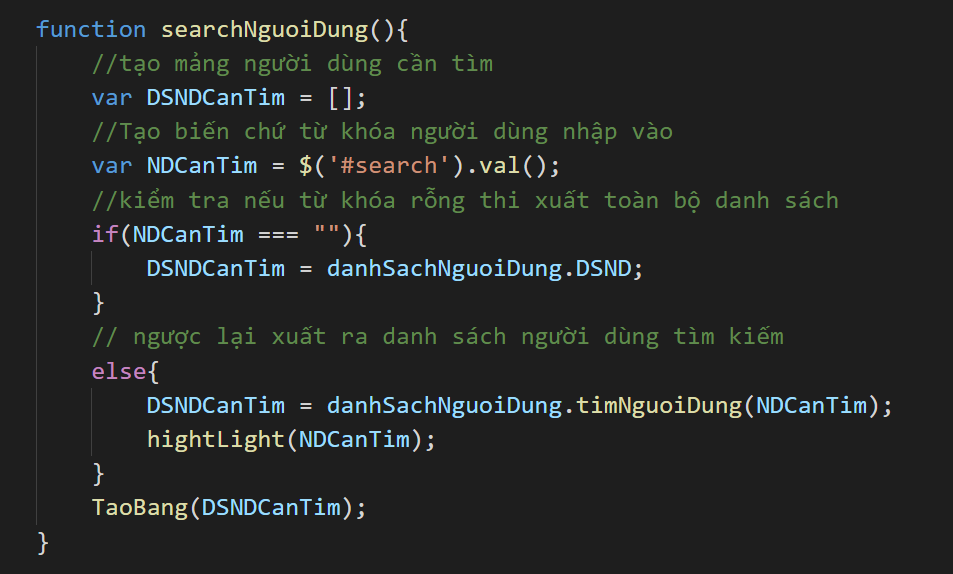 function searchNguoiDung(){
    //tạo mảng người dùng cần tìm
    var DSNDCanTim = [];
    //Tạo biến chứ từ khóa người dùng nhập vào
    var NDCanTim = $('#search').val();
    //kiểm tra nếu từ khóa rỗng thi xuất toàn bộ danh sách
    if(NDCanTim === ""){
        DSNDCanTim = danhSachNguoiDung.DSND;
    }
    // ngược lại xuất ra danh sách người dùng tìm kiếm
    else{
        DSNDCanTim = danhSachNguoiDung.timNguoiDung(NDCanTim);
        hightLight(NDCanTim);
    }
    TaoBang(DSNDCanTim);
}